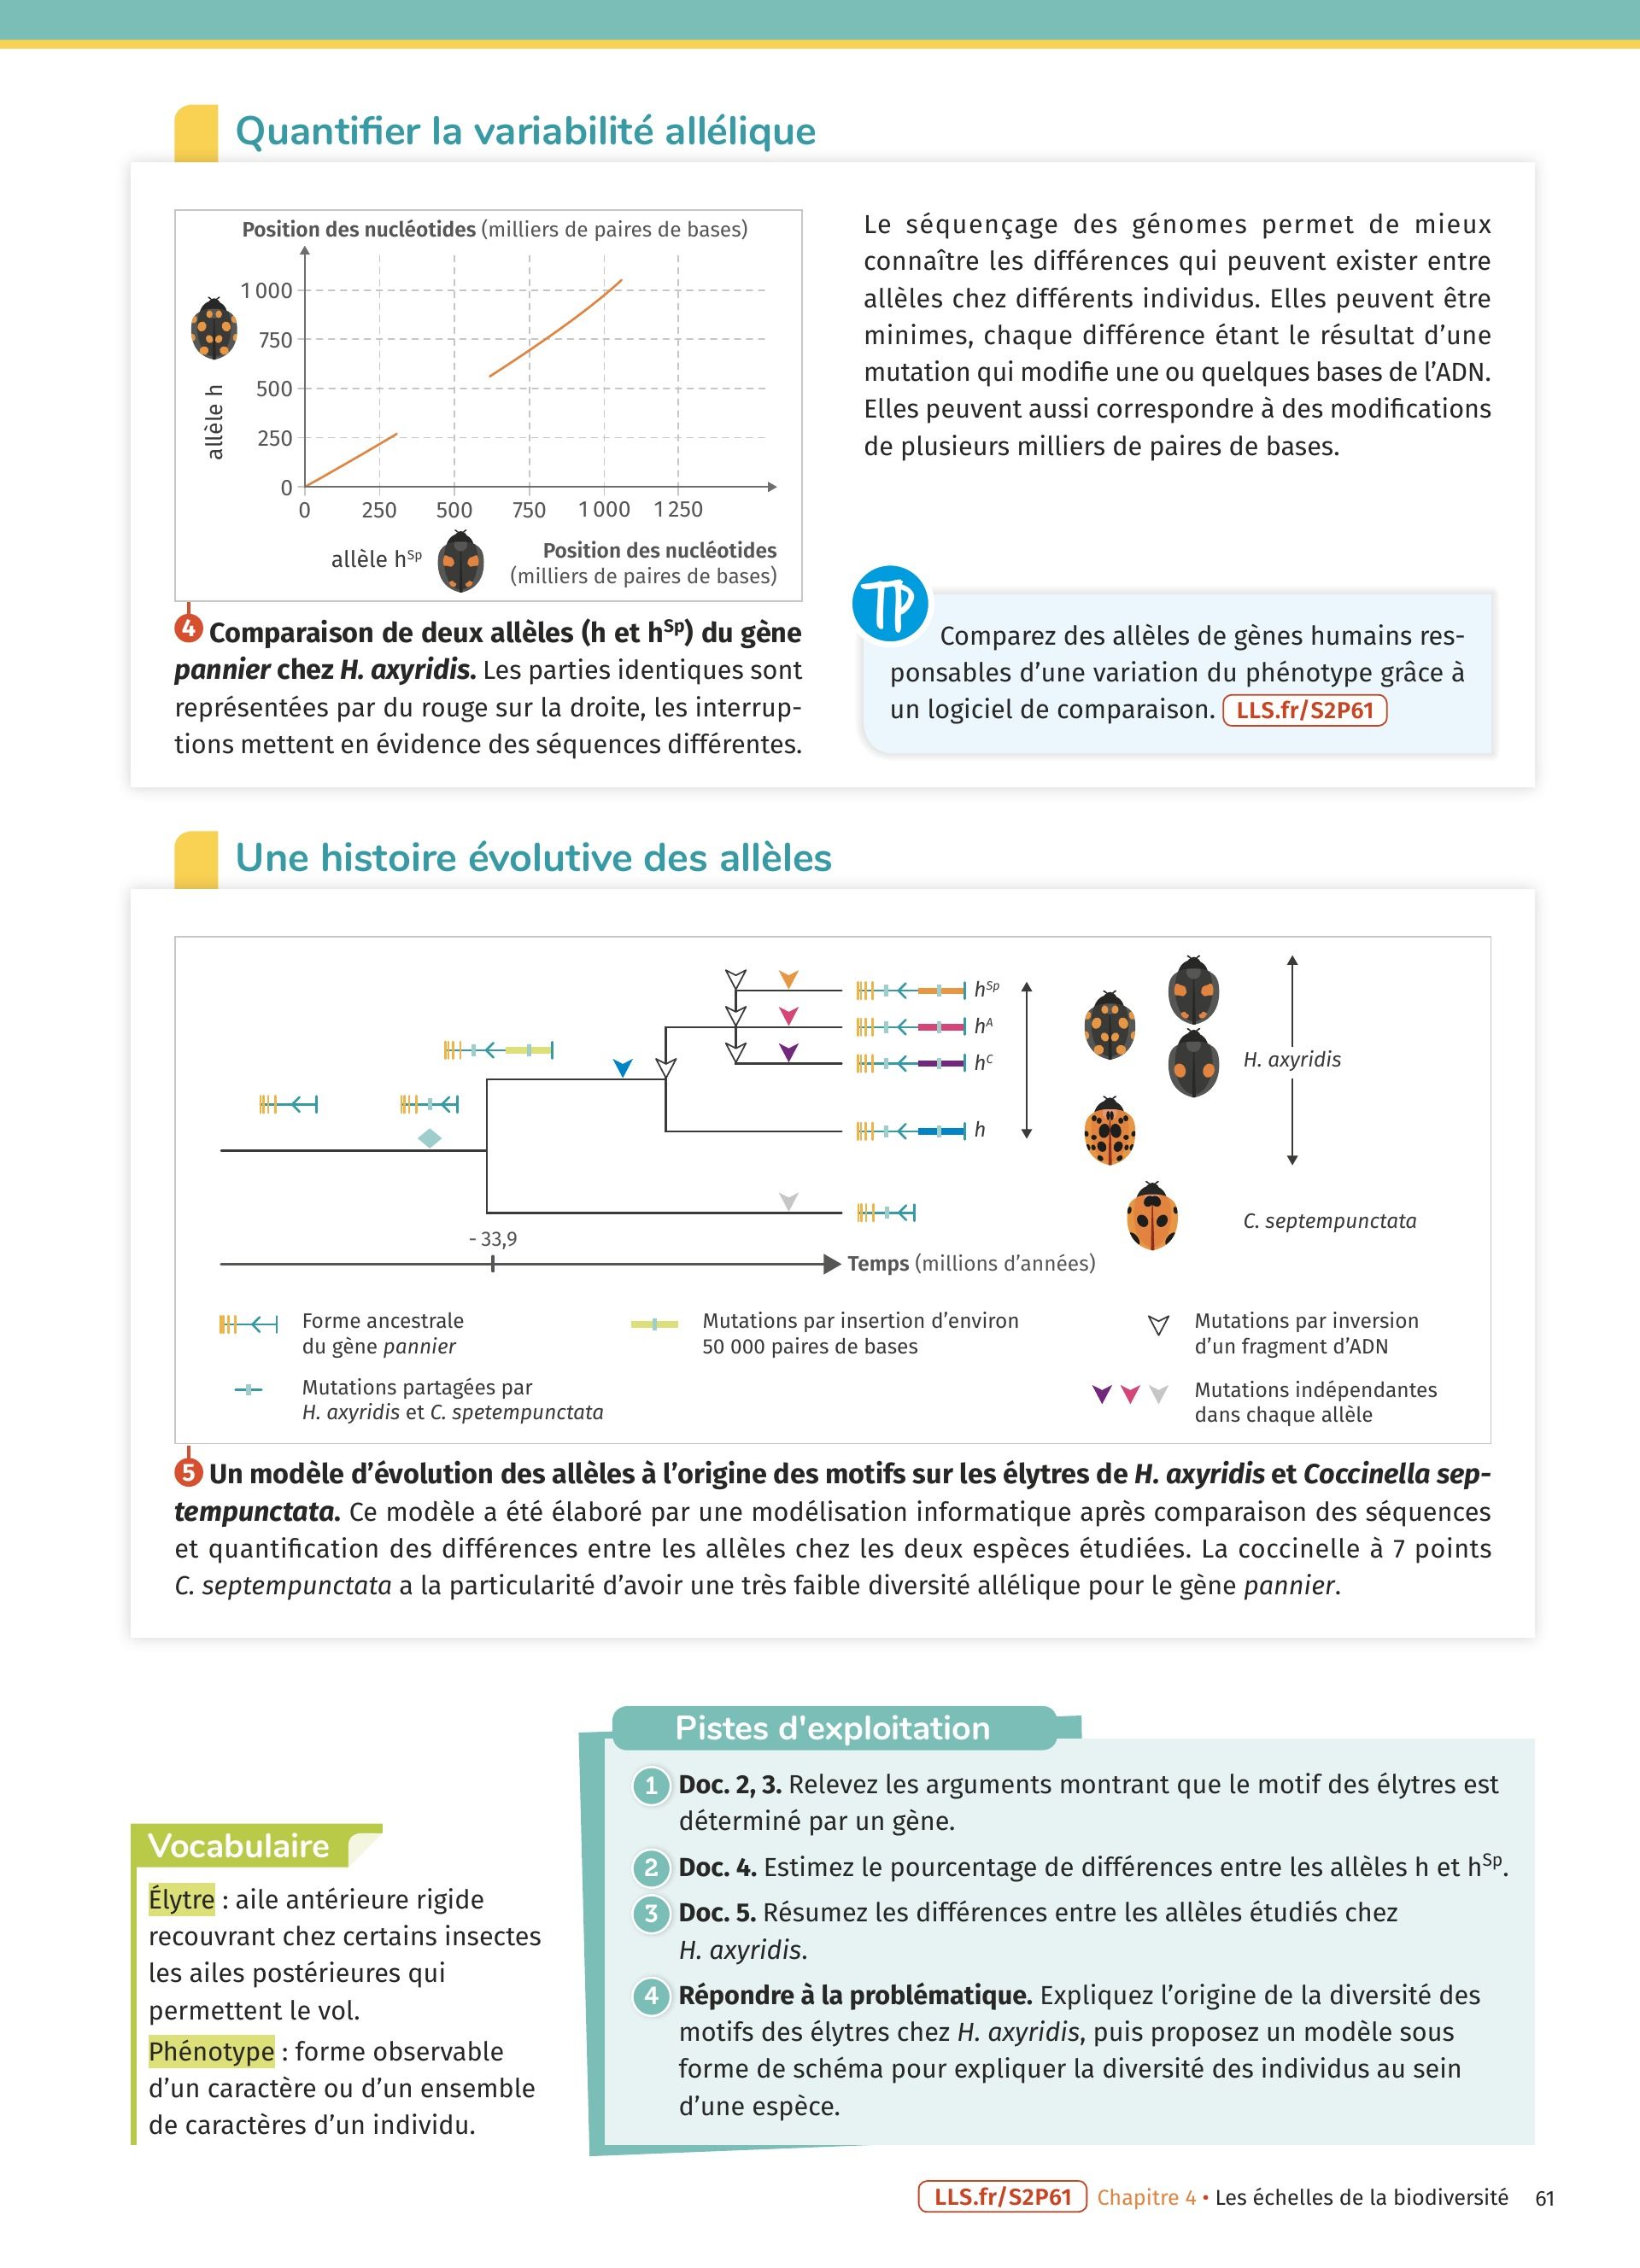 Quantifier la variabilité allélique
Position des nucléotides (milliers de paires de bases)
1 000
750
500
250
0
allèle h
0 250 500 750 1 000 1 250
allèle hSp
Position des nucléotides
(milliers de paires de bases)
4 Comparaison de deux allèles (h et hSp) du gène
pannier chez H. axyridis. Les parties identiques sont
représentées par du rouge sur la droite, les interrup-
tions mettent en évidence des séquences différentes.
Le séquençage des génomes permet de mieux
connaître les différences qui peuvent exister entre
allèles chez différents individus. Elles peuvent être
minimes, chaque différence étant le résultat d'une
mutation qui modifie une ou quelques bases de l'ADN.
Elles peuvent aussi correspondre à des modifications
de plusieurs milliers de paires de bases.
TP
Comparez des allèles de gènes humains res-
ponsables d'une variation du phénotype grâce à
un logiciel de comparaison. LLS.fr/S2P61
Une histoire évolutive des allèles
hSp
hA
hC
h
H. axyridis
C. septempunctata
- 33,9
Temps (millions d'années)
Forme ancestrale
du gène pannier
Mutations partagées par
H. axyridis et C. spetempunctata
Mutations par insertion d'environ
50 000 paires de bases
Mutations par inversion
d'un fragment d'ADN
Mutations indépendantes
dans chaque allèle
5 Un modèle d'évolution des allèles à l'origine des motifs sur les élytres de H. axyridis et Coccinella sep-
tempunctata. Ce modèle a été élaboré par une modélisation informatique après comparaison des séquences
et quantification des différences entre les allèles chez les deux espèces étudiées. La coccinelle à 7 points
C. septempunctata a la particularité d'avoir une très faible diversité allélique pour le gène pannier.
Vocabulaire
Élytre : aile antérieure rigide
recouvrant chez certains insectes
les ailes postérieures qui
permettent le vol.
Phénotype : forme observable
d'un caractère ou d'un ensemble
de caractères d'un individu.
Pistes d'exploitation
1 Doc. 2, 3. Relevez les arguments montrant que le motif des élytres est
déterminé par un gène.
2 Doc. 4. Estimez le pourcentage de différences entre les allèles h et hSp.
3 Doc. 5. Résumez les différences entre les allèles étudiés chez
H. axyridis.
4 Répondre à la problématique. Expliquez l'origine de la diversité des
motifs des élytres chez H. axyridis, puis proposez un modèle sous
forme de schéma pour expliquer la diversité des individus au sein
d'une espèce.
LLS.fr/S2P61 Chapitre 4 • Les échelles de la biodiversité 61